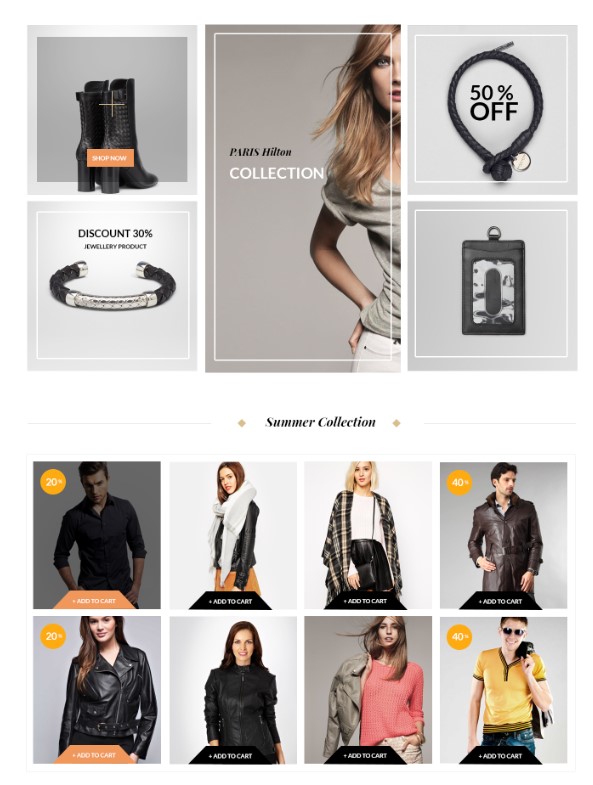 SHOP NOW
PARIS Hilton
COLLECTION
50 %
OFF
DISCOUNT 30%
JEWELLERY PRODUCT
Summer Collection
20%
+ ADD TO CART
+ ADD TO CART
+ ADD TO CART
40%
+ ADD TO CART
20%
+ ADD TO CART
+ ADD TO CART
+ ADD TO CART
40%
+ ADD TO CART